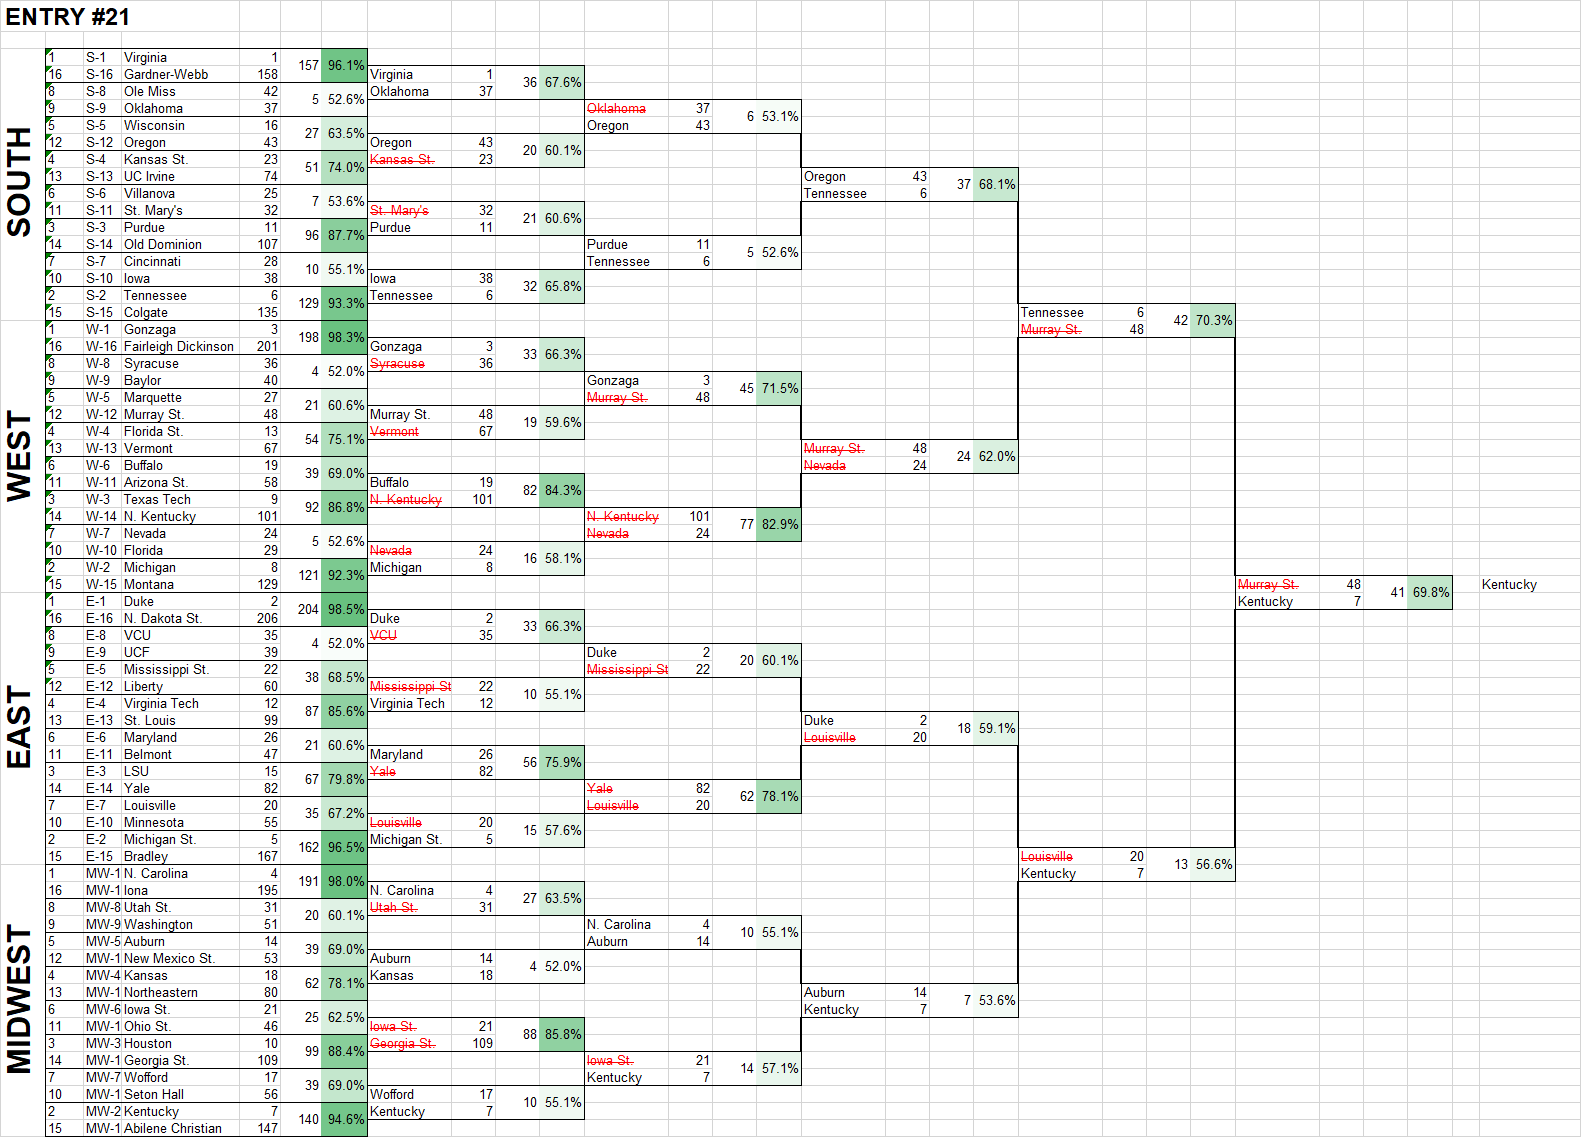 ENTRY #21
SOUTH
1 S-1 Virginia 1 157 96.1%
16 S-16 Gardner-Webb 158
8 S-8 Ole Miss 42 5 52.6%
9 S-9 Oklahoma 37
5 S-5 Wisconsin 16 27 63.5%
12 S-12 Oregon 43
4 S-4 Kansas St. 23 51 74.0%
13 S-13 UC Irvine 74
6 S-6 Villanova 25 7 53.6%
11 S-11 St. Mary's 32
3 S-3 Purdue 11 96 87.7%
14 S-14 Old Dominion 107
7 S-7 Cincinnati 28 10 55.1%
10 S-10 Iowa 38
2 S-2 Tennessee 6 129 93.3%
15 S-15 Colgate 135
WEST
1 W-1 Gonzaga 3 198 98.3%
16 W-16 Fairleigh Dickinson 201
8 W-8 Syracuse 36 4 52.0%
9 W-9 Baylor 40
5 W-5 Marquette 27 21 60.6%
12 W-12 Murray St. 48
4 W-4 Florida St. 13 54 75.1%
13 W-13 Vermont 67
6 W-6 Buffalo 19 39 69.0%
11 W-11 Arizona St. 58
3 W-3 Texas Tech 9 92 86.8%
14 W-14 N. Kentucky 101
7 W-7 Nevada 24 5 52.6%
10 W-10 Florida 29
2 W-2 Michigan 8 121 92.3%
15 W-15 Montana 129
EAST
1 E-1 Duke 2 204 98.5%
16 E-16 N. Dakota St. 206
8 E-8 VCU 35 4 52.0%
9 E-9 UCF 39
5 E-5 Mississippi St. 22 38 68.5%
12 E-12 Liberty 60
4 E-4 Virginia Tech 12 87 85.6%
13 E-13 St. Louis 99
6 E-6 Maryland 26 21 60.6%
11 E-11 Belmont 47
3 E-3 LSU 15 67 79.8%
14 E-14 Yale 82
7 E-7 Louisville 20 35 67.2%
10 E-10 Minnesota 55
2 E-2 Michigan St. 5 162 96.5%
15 E-15 Bradley 167
MIDWEST
1 MW-1 N. Carolina 4 191 98.0%
16 MW-1 Iona 195
8 MW-8 Utah St. 31 20 60.1%
9 MW-9 Washington 51
5 MW-5 Auburn 14 39 69.0%
12 MW-1 New Mexico St. 53
4 MW-4 Kansas 18 62 78.1%
13 MW-1 Northeastern 80
6 MW-6 Iowa St. 21 25 62.5%
11 MW-1 Ohio St. 46
3 MW-3 Houston 10 99 88.4%
14 MW-1 Georgia St. 109
7 MW-7 Wofford 17 39 69.0%
10 MW-1 Seton Hall 56
2 MW-2 Kentucky 7 140 94.6%
15 MW-1 Abilene Christian 147
Virginia 1 36 67.6%
Oklahoma 37
Oregon 43 20 60.1%
Kansas St. 23
St. Mary's 32 21 60.6%
Purdue 11
Iowa 38 32 65.8%
Tennessee 6
Gonzaga 3 33 66.3%
Syracuse 36
Murray St. 48 19 59.6%
Vermont 67
Buffalo 19 82 84.3%
N. Kentucky 101
Nevada 24 16 58.1%
Michigan 8
Duke 2 33 66.3%
VCU 35
Mississippi St 22 10 55.1%
Virginia Tech 12
Maryland 26 56 75.9%
Yale 82
Louisville 20 15 57.6%
Michigan St. 5
N. Carolina 4 27 63.5%
Utah St. 31
Auburn 14 4 52.0%
Kansas 18
Iowa St. 21 88 85.8%
Georgia St. 109
Wofford 17 10 55.1%
Kentucky 7
Oklahoma 37 6 53.1%
Oregon 43
Purdue 11 5 52.6%
Tennessee 6
Gonzaga 3 45 71.5%
Murray St. 48
N. Kentucky 101 77 82.9%
Nevada 24
Duke 2 20 60.1%
Mississippi St 22
Yale 82 62 78.1%
Louisville 20
N. Carolina 4 10 55.1%
Auburn 14
Iowa St. 21 14 57.1%
Kentucky 7
Oregon 43 37 68.1%
Tennessee 6
Murray St. 48 24 62.0%
Nevada 24
Duke 2 18 59.1%
Louisville 20
Auburn 14 7 53.6%
Kentucky 7
Tennessee 6 42 70.3%
Murray St. 48
Louisville 20 13 56.6%
Kentucky 7
Murray St. 48 41 69.8%
Kentucky 7
Kentucky